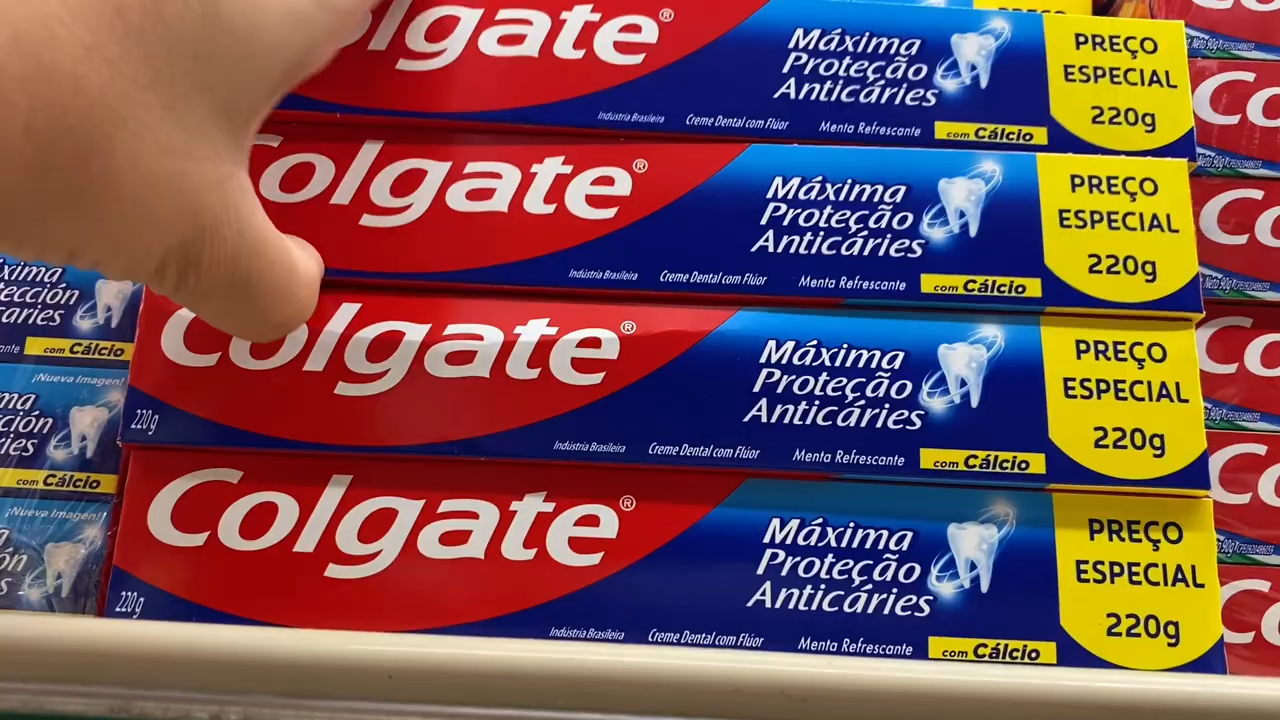 Colgate®
Máxima
Proteção
Anticáries
PREÇO
ESPECIAL
220g
Indústria Brasileira
Creme Dental com Flúor
Menta Refrescante
com Cálcio
Colgate®
Máxima
Proteção
Anticáries
PREÇO
ESPECIAL
220g
Indústria Brasileira
Creme Dental com Flúor
Menta Refrescante
com Cálcio
Colgate®
Máxima
Proteção
Anticáries
PREÇO
ESPECIAL
220g
220g
Indústria Brasileira
Creme Dental com Flúor
Menta Refrescante
com Cálcio
Colgate®
Máxima
Proteção
Anticáries
PREÇO
ESPECIAL
220g
220g
Indústria Brasileira
Creme Dental com Flúor
Menta Refrescante
com Cálcio
com Cálcio
¡Nueva Imagen!
com Cálcio
¡Nueva Imagen!